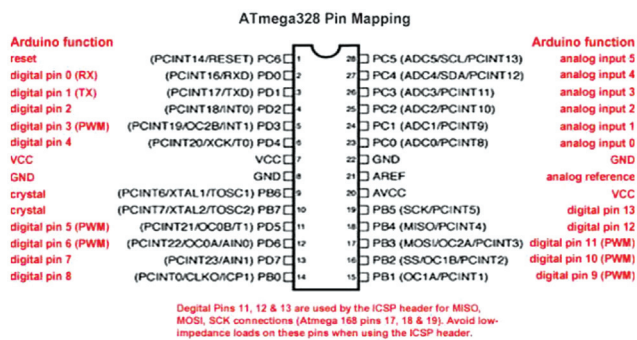 ATmega328 Pin Mapping
Arduino function
Arduino function
reset (PCINT14/RESET) PC6 1 28 PC5 (ADC5/SCL/PCINT13) analog input 5
digital pin 0 (RX) (PCINT16/RXD) PD0 2 27 PC4 (ADC4/SDA/PCINT12) analog input 4
digital pin 1 (TX) (PCINT17/TXD) PD1 3 26 PC3 (ADC3/PCINT11) analog input 3
digital pin 2 (PCINT18/INT0) PD2 4 25 PC2 (ADC2/PCINT10) analog input 2
digital pin 3 (PWM) (PCINT19/OC2B/INT1) PD3 5 24 PC1 (ADC1/PCINT9) analog input 1
digital pin 4 (PCINT20/XCK/T0) PD4 6 23 PC0 (ADC0/PCINT8) analog input 0
VCC VCC 7 22 GND GND
GND GND 8 21 AREF analog reference
crystal (PCINT6/XTAL1/TOSC1) PB6 9 20 AVCC VCC
crystal (PCINT7/XTAL2/TOSC2) PB7 10 19 PB5 (SCK/PCINT5) digital pin 13
digital pin 5 (PWM) (PCINT21/OC0B/T1) PD5 11 18 PB4 (MISO/PCINT4) digital pin 12
digital pin 6 (PWM) (PCINT22/OC0A/AIN0) PD6 12 17 PB3 (MOSI/OC2A/PCINT3) digital pin 11 (PWM)
digital pin 7 (PCINT23/AIN1) PD7 13 16 PB2 (SS/OC1B/PCINT2) digital pin 10 (PWM)
digital pin 8 (PCINT0/CLKO/ICP1) PB0 14 15 PB1 (OC1A/PCINT1) digital pin 9 (PWM)
Degital Pins 11, 12 & 13 are used by the ICSP header for MISO,
MOSI, SCK connections (Atmega 168 pins 17, 18 & 19). Avoid low-
impedance loads on these pins when using the ICSP header.